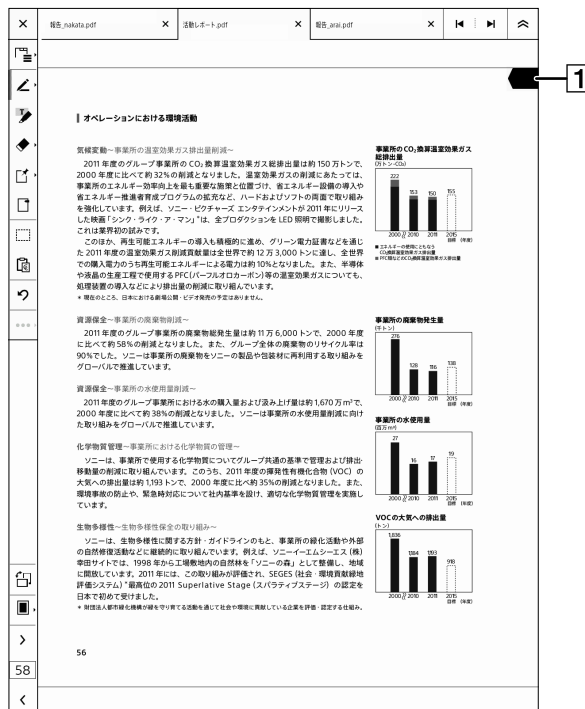 報告_nakata.pdf
活動レポート.pdf
報告_arai.pdf
1
オペレーションにおける環境活動
気候変動～事業所の温室効果ガス排出量削減～
2011 年度のグループ事業所の CO₂ 換算温室効果ガス総排出量は約 150 万トンで、
2000 年度に比べて約 32% の削減となりました。温室効果ガスの削減にあたっては、
事業所のエネルギー効率向上を最も重要な施策と位置づけ、省エネルギー設備の導入や
省エネルギー推進者育成プログラムの拡充など、ハードおよびソフトの両面で取り組み
を強化しています。例えば、ソニー・ピクチャーズ エンタテインメントが 2011 年にリリース
した映画「シンク・ライク・ア・マン」*は、全プロダクションを LED 照明で撮影しました。
これは業界初の試みです。
このほか、再生可能エネルギーの導入も積極的に進め、グリーン電力証書などを通じ
た 2011 年度の温室効果ガス削減貢献量は全世界で約 12 万 3,000 トンに達し、全世界
での購入電力のうち再生可能エネルギーによる電力は約 10%となりました。また、半導体
や液晶の生産工程で使用する PFC(パーフルオロカーボン)等の温室効果ガスについても、
処理装置の導入などにより排出量の削減に取り組んでいます。
* 現在のところ、日本における劇場公開・ビデオ発売の予定はありません。
事業所のCO₂換算温室効果ガス
総排出量
(万トン-CO₂)
222
153
150
155
2000 2010 2011 2015
目標 (年度)
■ エネルギーの使用にともなう
CO₂換算温室効果ガス排出量
■ PFC類などのCO₂換算温室効果ガス排出量
資源保全～事業所の廃棄物削減～
2011 年度のグループ事業所の廃棄物総発生量は約 11 万 6,000 トンで、2000 年度
に比べて約 58%の削減となりました。また、グループ全体の廃棄物のリサイクル率は
90%でした。ソニーは事業所の廃棄物をソニーの製品や包装材に再利用する取り組みを
グローバルで推進しています。
事業所の廃棄物発生量
(千トン)
276
128
116
138
2000 2010 2011 2015
目標 (年度)
資源保全～事業所の水使用量削減～
2011 年度のグループ事業所における水の購入量および汲み上げ量は約 1,670 万 m³で、
2000 年度に比べて約 38%の削減となりました。ソニーは事業所の水使用量削減に向け
た取り組みをグローバルで推進しています。
事業所の水使用量
(百万 m³)
27
16
17
19
2000 2010 2011 2015
目標 (年度)
化学物質管理～事業所における化学物質の管理～
ソニーは、事業所で使用する化学物質についてグループ共通の基準で管理および排出・
移動量の削減に取り組んでいます。このうち、2011 年度の揮発性有機化合物 (VOC) の
大気への排出量は約 1,193 トンで、2000 年度に比べ約 35%の削減となりました。また、
環境事故の防止や、緊急時対応について社内基準を設け、適切な化学物質管理を実施し
ています。
VOCの大気への排出量
(トン)
1,836
1,184
1,193
918
2000 2010 2011 2015
目標 (年度)
生物多様性～生物多様性保全の取り組み～
ソニーは、生物多様性に関する方針・ガイドラインのもと、事業所の緑化活動や外部
の自然修復活動などに継続的に取り組んでいます。例えば、ソニーイーエムシーエス (株)
幸田サイトでは、1998 年から工場敷地内の自然林を「ソニーの森」として整備し、地域
に開放しています。2011 年には、この取り組みが評価され、SEGES (社会・環境貢献緑地
評価システム) *最高位の 2011 Superlative Stage (スパラティブステージ) の認定を
日本で初めて受けました。
* 財団法人都市緑化機構が緑を守り育てる活動を通じて社会や環境に貢献している企業を評価・認定する仕組み。
56
58